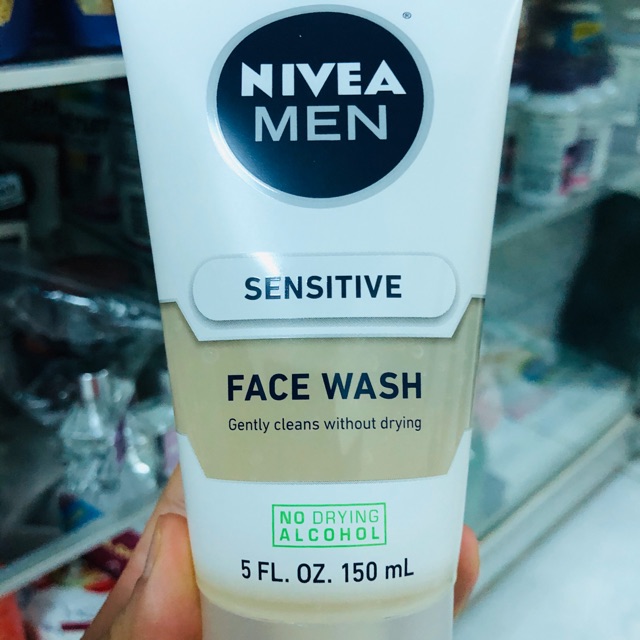 ®
NIVEA
MEN
SENSITIVE
FACE WASH
Gently cleans without drying
NO DRYING
ALCOHOL
5 FL. OZ. 150 mL